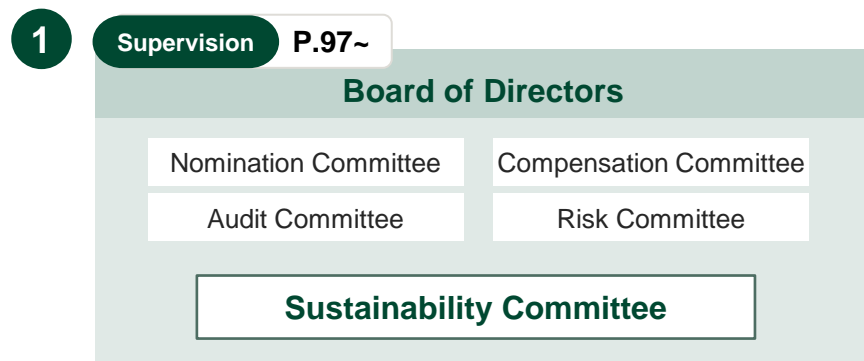 1
Supervision P.97~
Board of Directors
Nomination Committee Compensation Committee
Audit Committee Risk Committee
Sustainability Committee